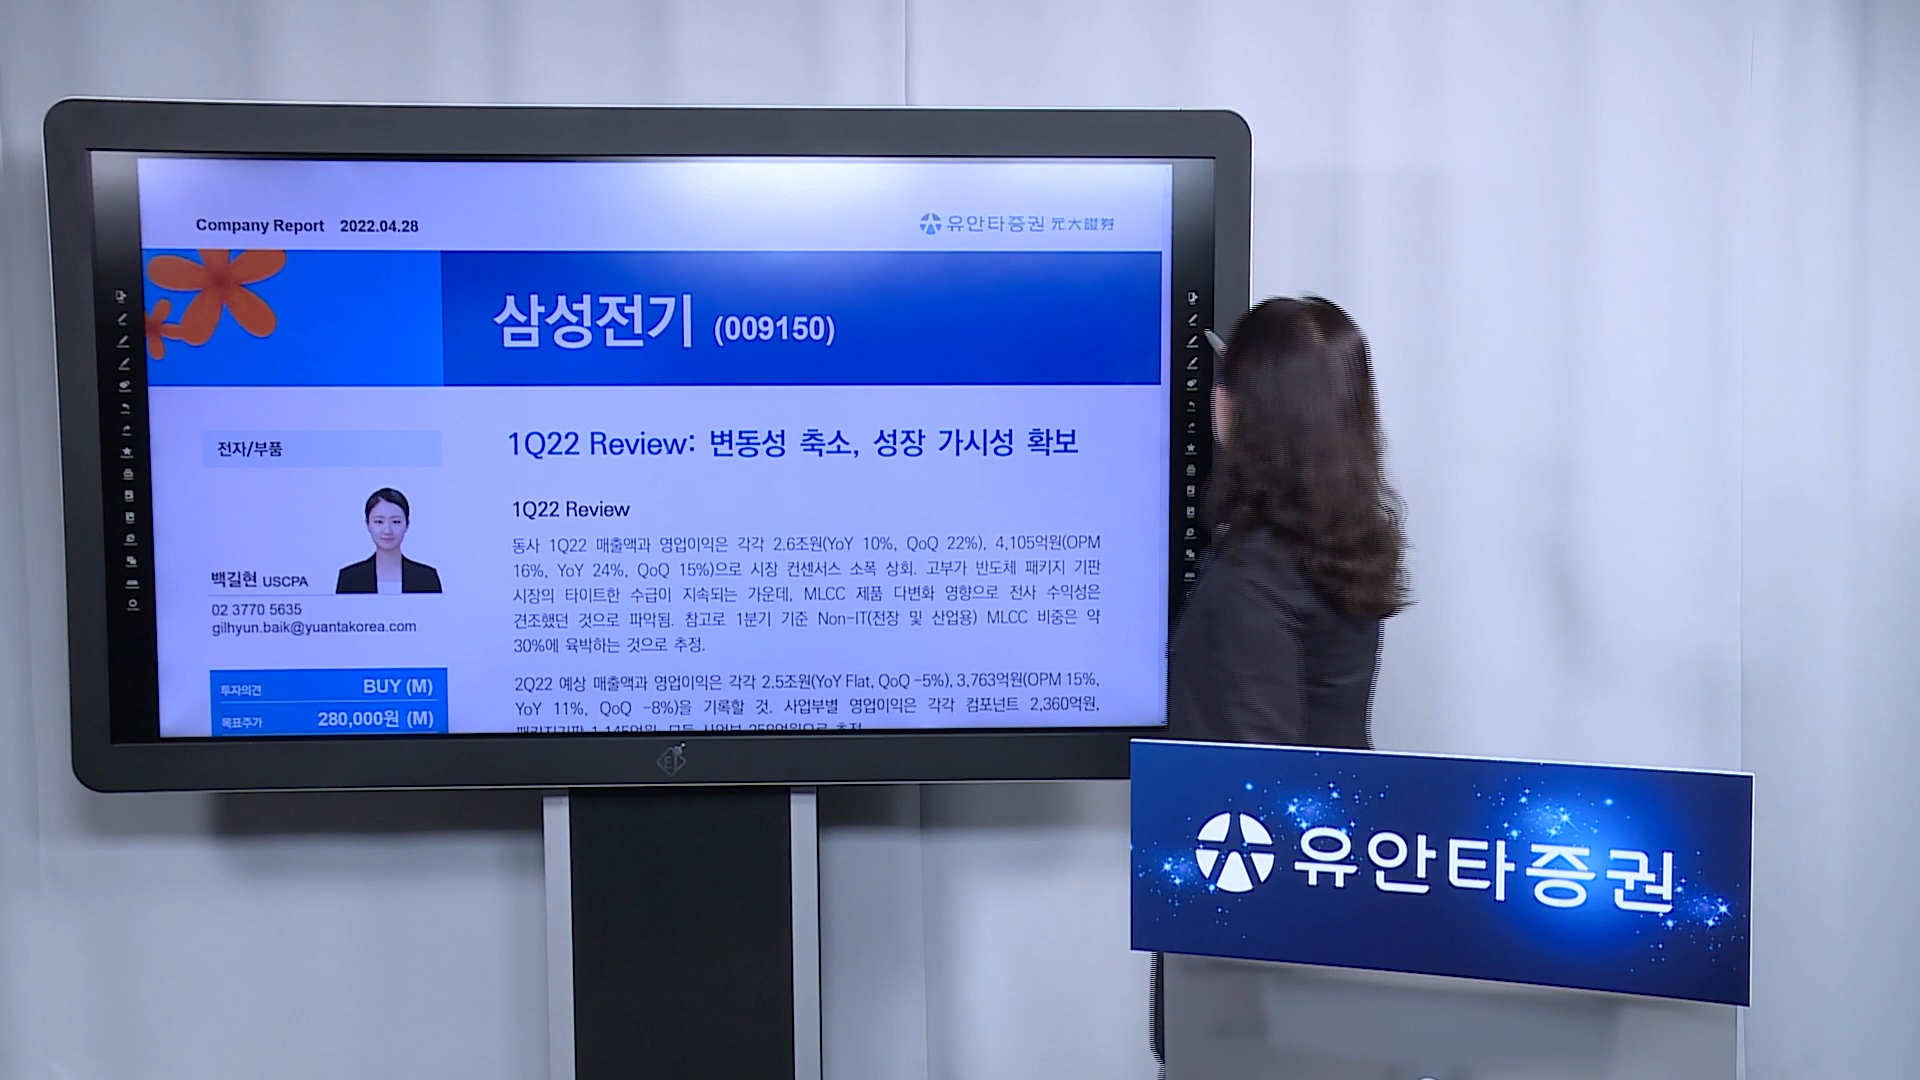 Company Report 2022.04.28
유안타증권 元大證券
삼성전기 (009150)
전자/부품
백길현 USCPA
02 3770 5635
gilhyun.baik@yuantakorea.com
투자의견 BUY (M)
목표주가 280,000원 (M)
1Q22 Review: 변동성 축소, 성장 가시성 확보
1Q22 Review
동사 1Q22 매출액과 영업이익은 각각 2.6조원(YoY 10%, QoQ 22%), 4,105억원(OPM
16%, YoY 24%, QoQ 15%)으로 시장 컨센서스 소폭 상회. 고부가 반도체 패키지 기판
시장의 타이트한 수급이 지속되는 가운데, MLCC 제품 다변화 영향으로 전사 수익성은
견조했던 것으로 파악됨. 참고로 1분기 기준 Non-IT(전장 및 산업용) MLCC 비중은 약
30%에 육박하는 것으로 추정.
2Q22 예상 매출액과 영업이익은 각각 2.5조원(YoY Flat, QoQ -5%), 3,763억원(OPM 15%,
YoY 11%, QoQ -8%)을 기록할 것. 사업부별 영업이익은 각각 컴포넌트 2,360억원,
유안타증권